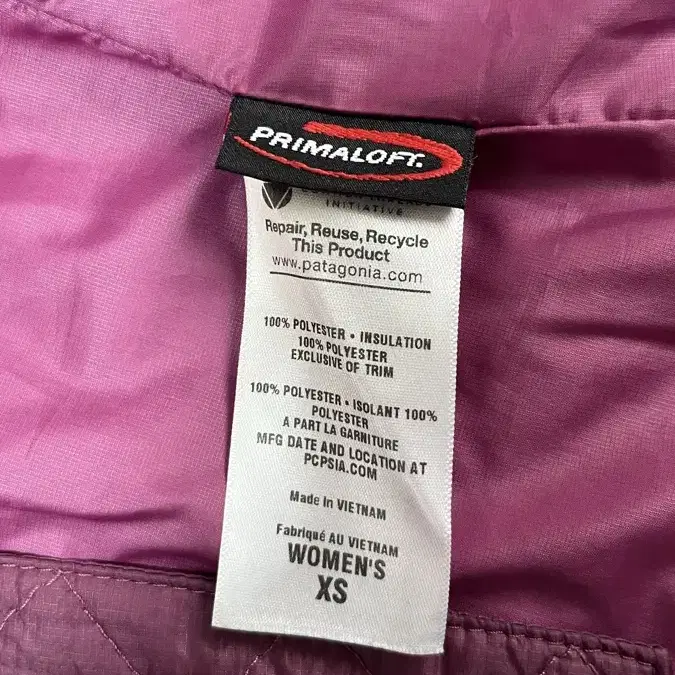 PRIMALOFT.
INITIATIVE
Repair, Reuse, Recycle
This Product
www.patagonia.com
100% POLYESTER • INSULATION
100% POLYESTER
EXCLUSIVE OF TRIM
100% POLYESTER • ISOLANT 100%
POLYESTER
A PART LA GARNITURE
MFG DATE AND LOCATION AT
PCPSIA.COM
Made in VIETNAM
Fabriqué AU VIETNAM
WOMEN'S
XS